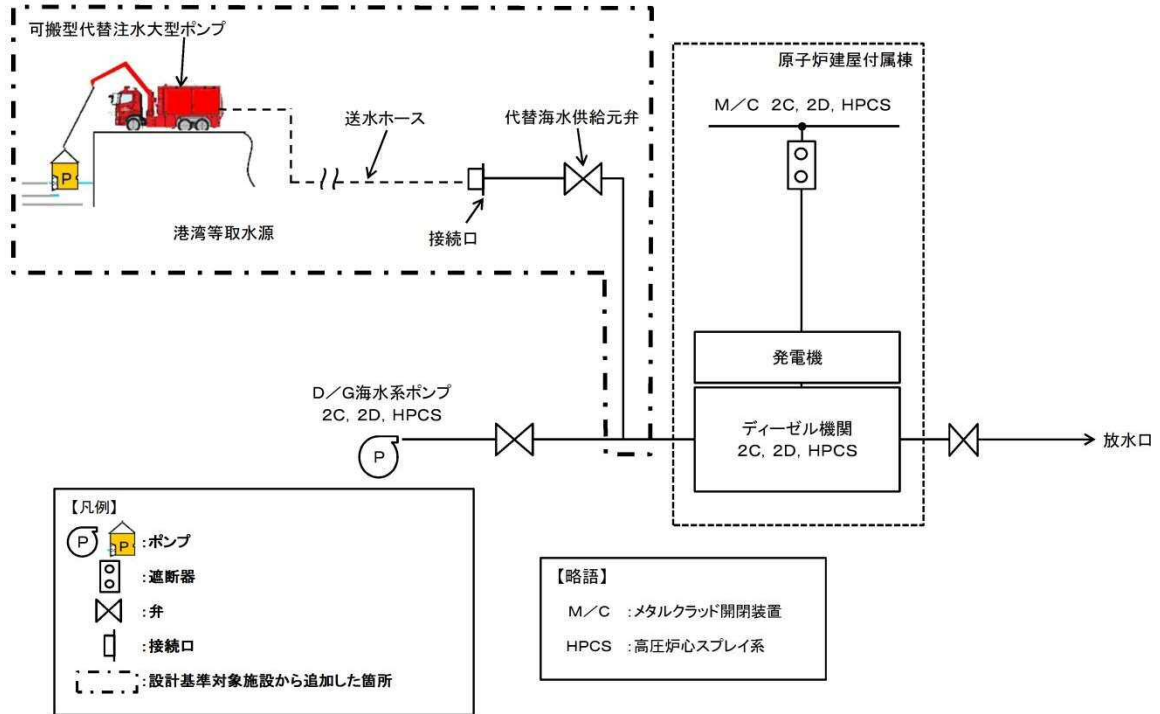 可搬型代替注水大型ポンプ
P
送水ホース
代替海水供給元弁
港湾等取水源
接続口
原子炉建屋付属棟
M/C 2C, 2D, HPCS
発電機
D/G海水系ポンプ
2C, 2D, HPCS
P
ディーゼル機関
2C, 2D, HPCS
放水口
【凡例】
P P :ポンプ
:遮断器
:弁
:接続口
:設計基準対象施設から追加した箇所
【略語】
M/C :メタルクラッド開閉装置
HPCS :高圧炉心スプレイ系